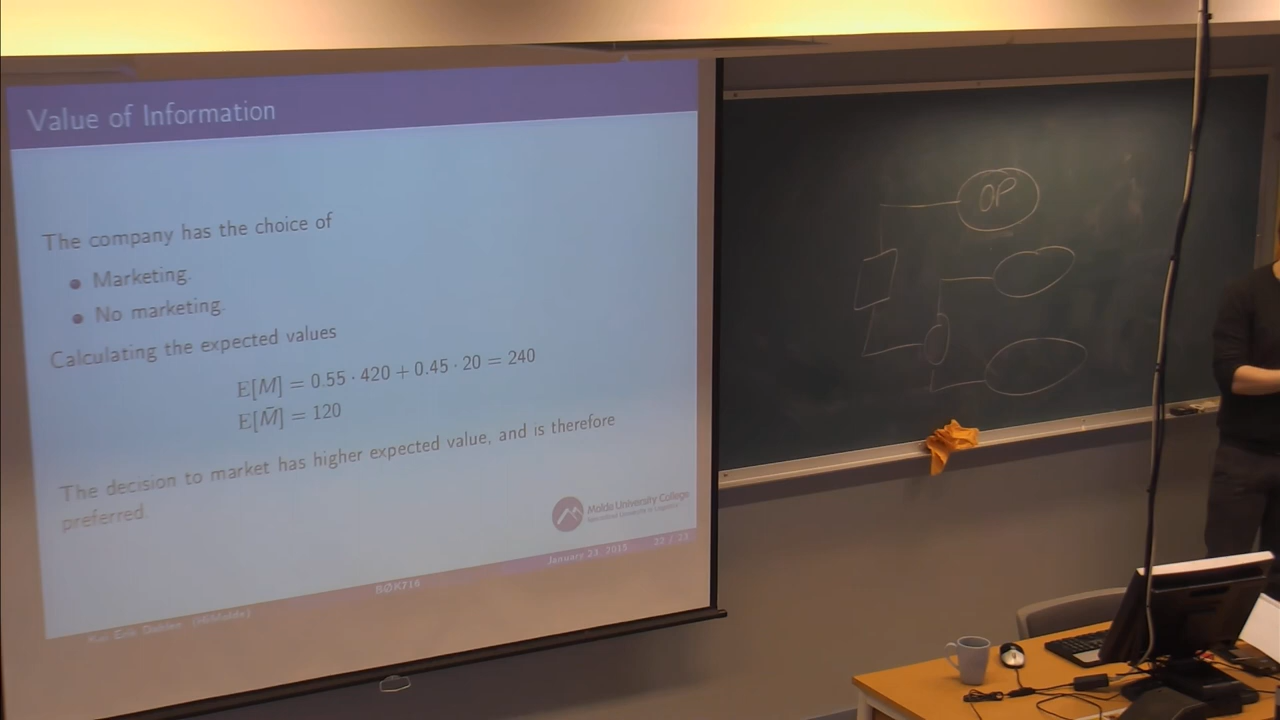 Value of Information
The company has the choice of
● Marketing.
● No marketing.
Calculating the expected values
E[M] = 0.55 · 420 + 0.45 · 20 = 240
E[M̄] = 120
The decision to market has higher expected value, and is therefore
preferred.
Molde University College
BØK716
January 23, 2015
OP